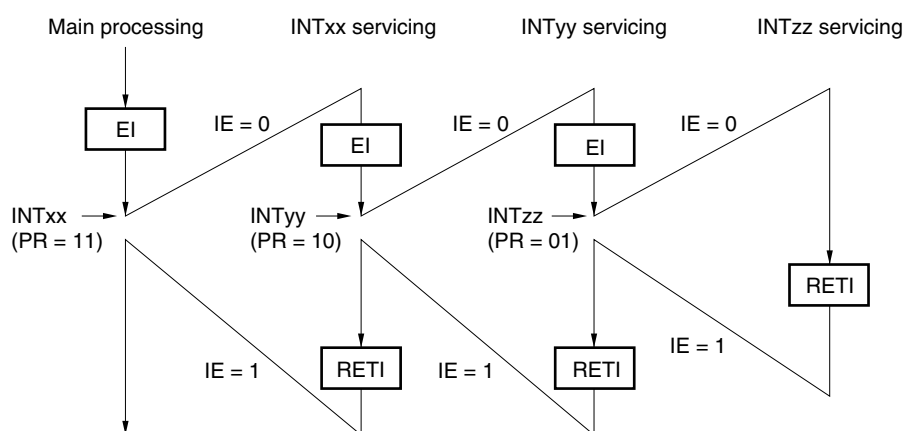 Main processing
INTxx servicing
INTyy servicing
INTzz servicing
EI
IE = 0
EI
IE = 0
EI
IE = 0
INTxx
(PR = 11)
INTyy
(PR = 10)
INTzz
(PR = 01)
RETI
IE = 1
RETI
IE = 1
RETI
IE = 1